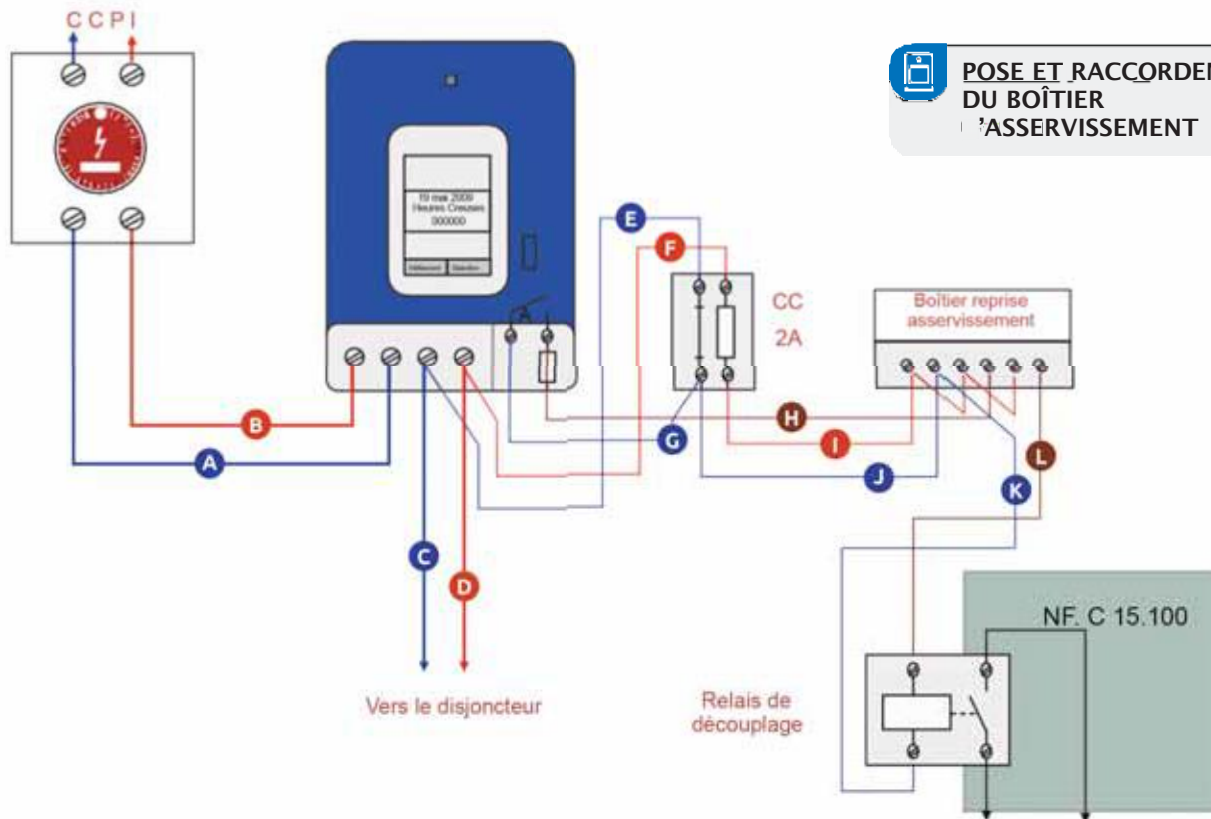 C C P I
POSE ET RACCORDEM
DU BOÎTIER
'ASSERVISSEMENT
19 mai 2009
Heures Creuses
000000
E
F
CC
2A
Boîtier reprise
asservissement
B
A
H
G
I
J
L
K
C
D
NF. C 15.100
Vers le disjoncteur
Relais de
découplage